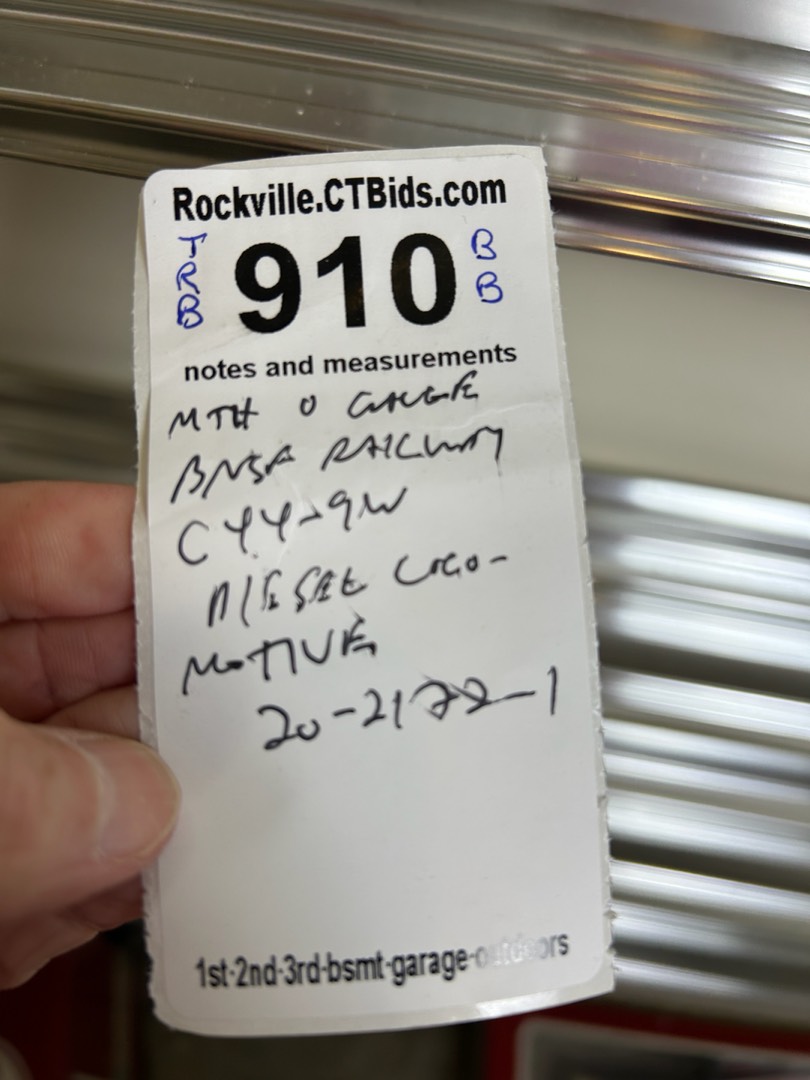 Rockville.CTBids.com
TRB 910 BB
notes and measurements
MTH O GAUGE
BNSF RAILWAY
C44-9W
DIESEL LOCO-
MOTIVE
20-2172-1
1st-2nd-3rd-bsmt-garage-outdoors